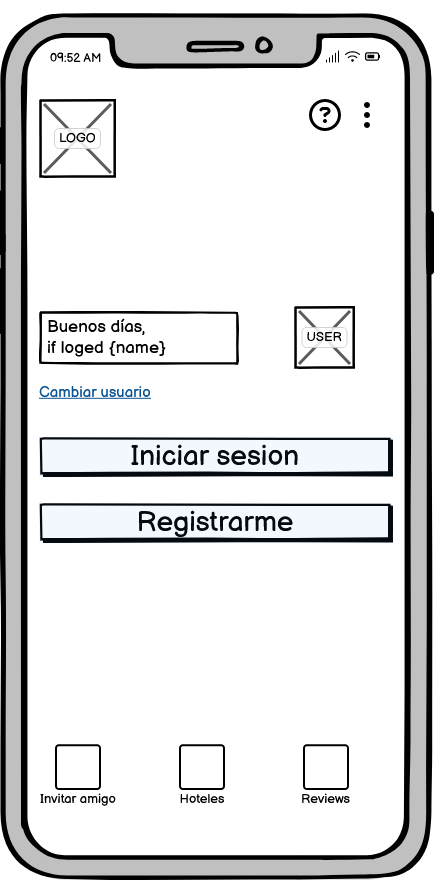 09:52 AM
LOGO
?
Buenos días,
if loged {name}
USER
Cambiar usuario
Iniciar sesion
Registrarme
Invitar amigo
Hoteles
Reviews